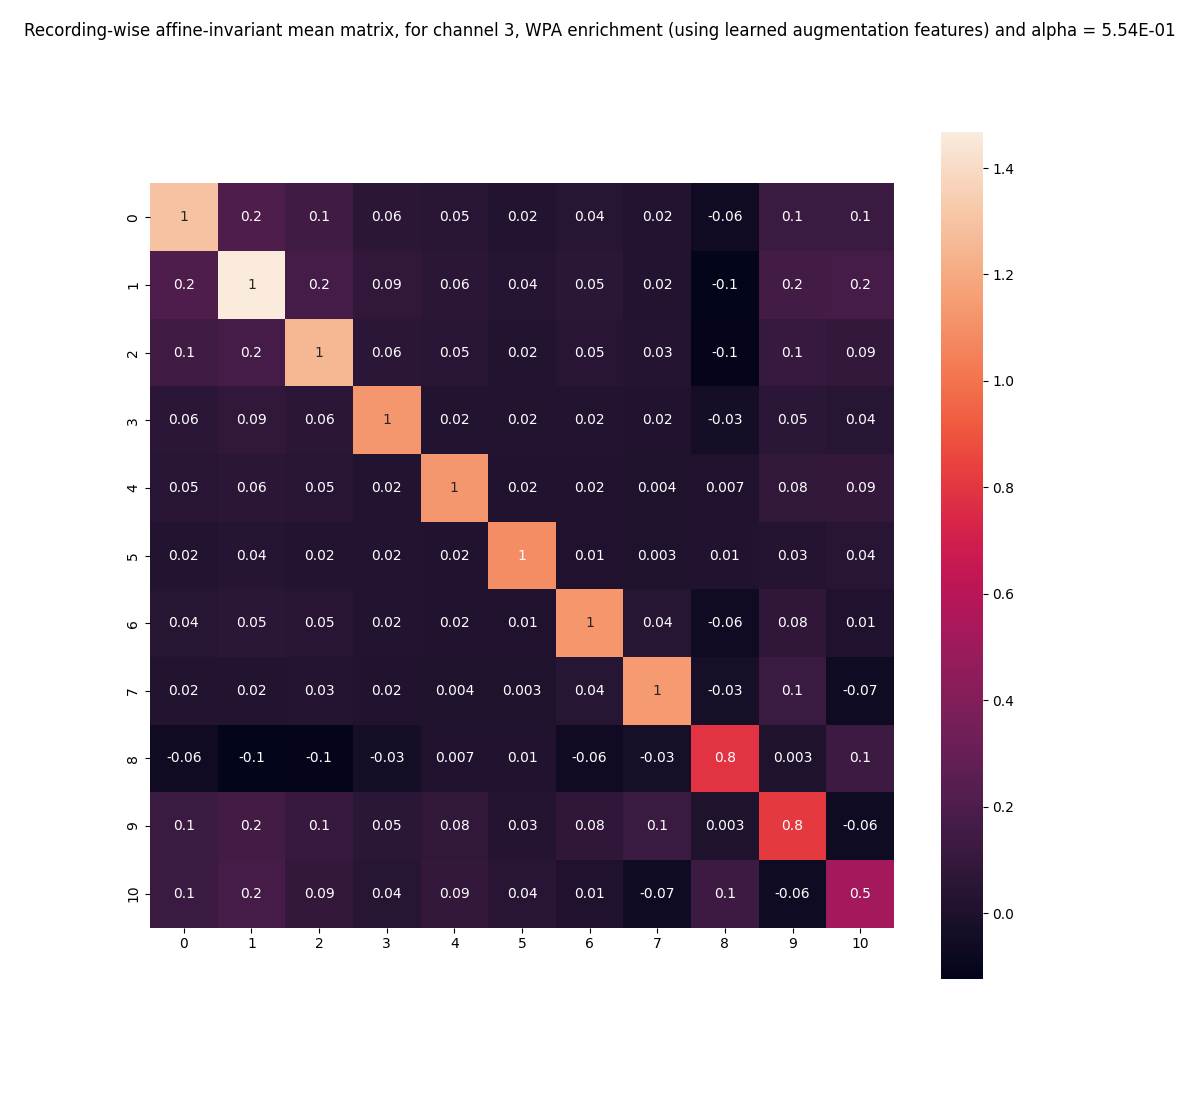 Recording-wise affine-invariant mean matrix, for channel 3, WPA enrichment (using learned augmentation features) and alpha = 5.54E-01
1.4
0 1 0.2 0.1 0.06 0.05 0.02 0.04 0.02 -0.06 0.1 0.1
1.2
1 0.2 1 0.2 0.09 0.06 0.04 0.05 0.02 -0.1 0.2 0.2
2 0.1 0.2 1 0.06 0.05 0.02 0.05 0.03 -0.1 0.1 0.09
1.0
3 0.06 0.09 0.06 1 0.02 0.02 0.02 0.02 -0.03 0.05 0.04
4 0.05 0.06 0.05 0.02 1 0.02 0.02 0.004 0.007 0.08 0.09
0.8
5 0.02 0.04 0.02 0.02 0.02 1 0.01 0.003 0.01 0.03 0.04
0.6
6 0.04 0.05 0.05 0.02 0.02 0.01 1 0.04 -0.06 0.08 0.01
7 0.02 0.02 0.03 0.02 0.004 0.003 0.04 1 -0.03 0.1 -0.07
0.4
8 -0.06 -0.1 -0.1 -0.03 0.007 0.01 -0.06 -0.03 0.8 0.003 0.1
0.2
9 0.1 0.2 0.1 0.05 0.08 0.03 0.08 0.1 0.003 0.8 -0.06
10 0.1 0.2 0.09 0.04 0.09 0.04 0.01 -0.07 0.1 -0.06 0.5
0.0
0 1 2 3 4 5 6 7 8 9 10